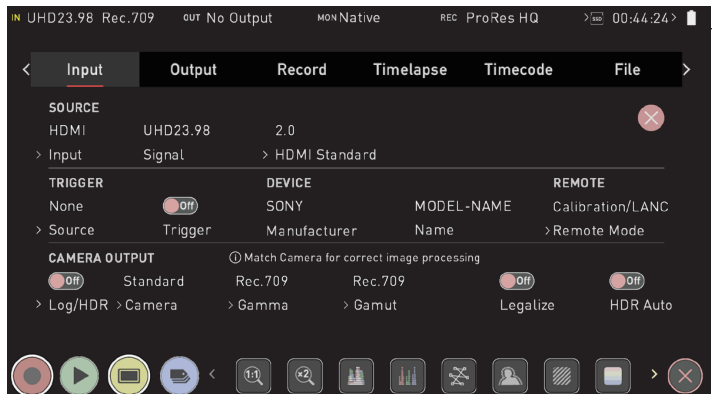 IN UHD23.98 Rec.709 OUT No Output MON Native REC ProRes HQ >SSD 00:44:24>
< Input Output Record Timelapse Timecode File >
SOURCE
HDMI UHD23.98 2.0
> Input Signal > HDMI Standard
TRIGGER DEVICE REMOTE
None Off SONY MODEL-NAME Calibration/LANC
> Source Trigger Manufacturer Name >Remote Mode
CAMERA OUTPUT ⓘ Match Camera for correct image processing
Off Standard Rec.709 Rec.709 Off Off
> Log/HDR >Camera > Gamma > Gamut Legalize HDR Auto
< 1:1 ×2 >